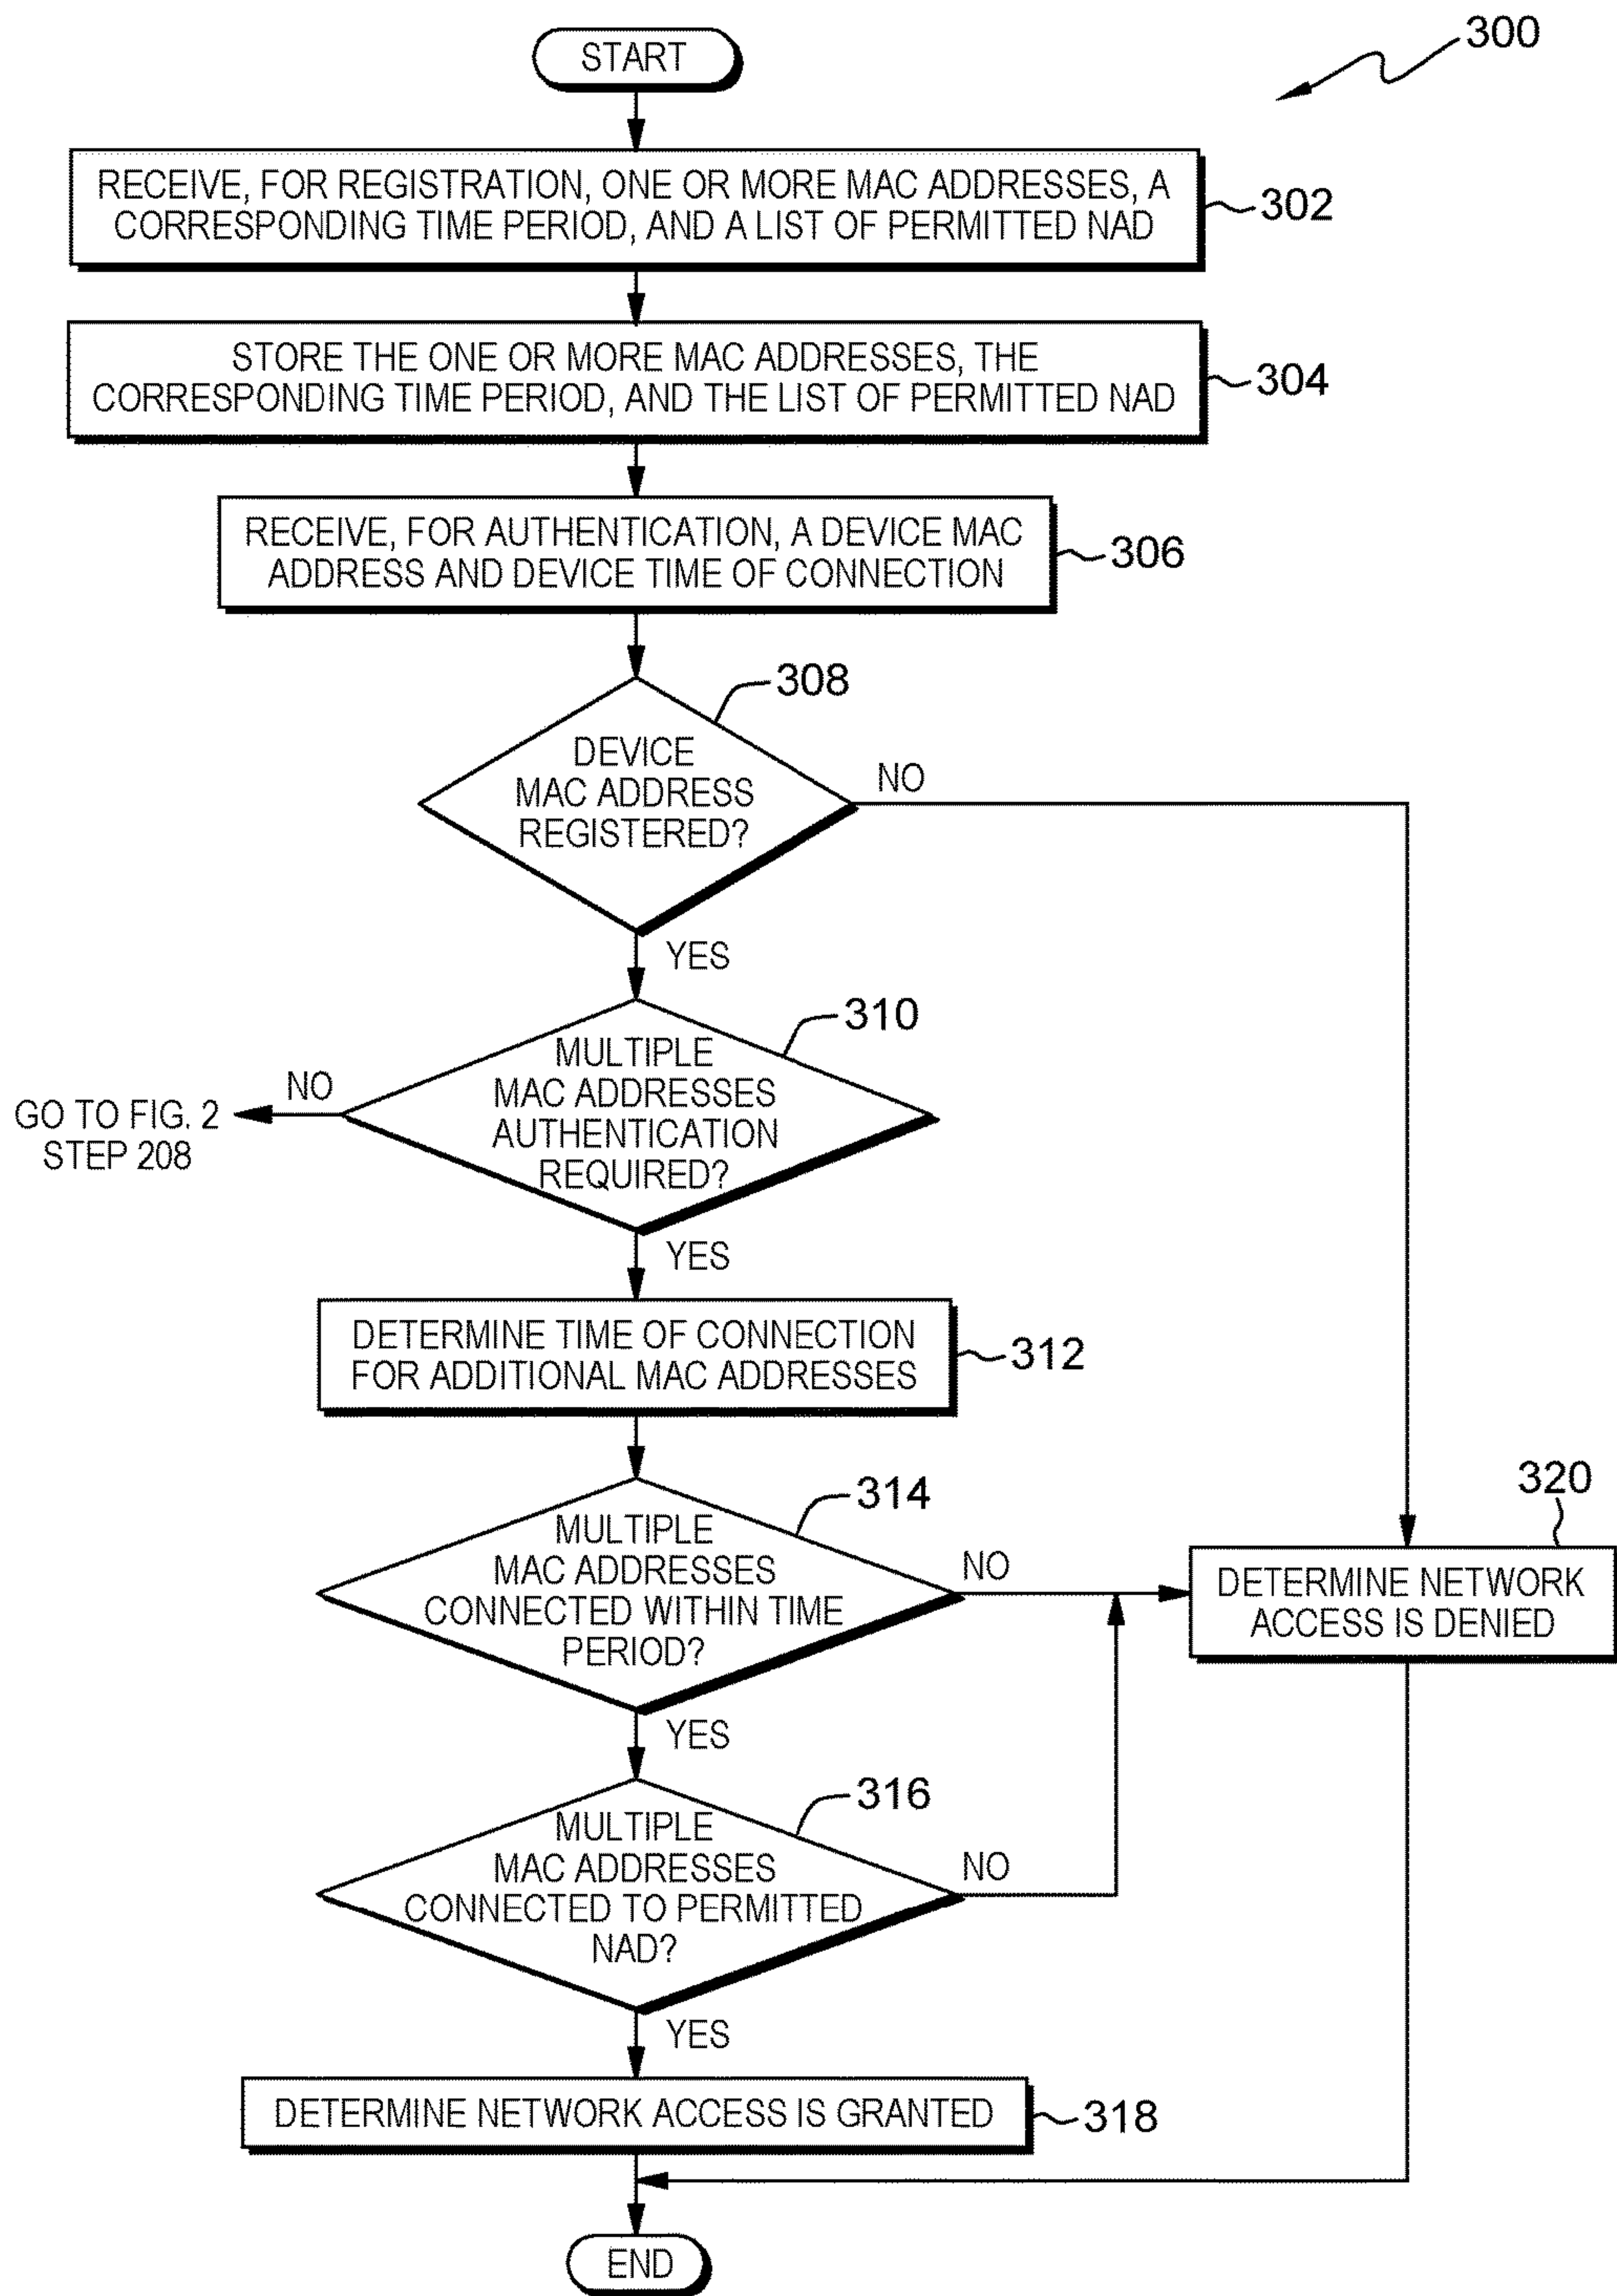 START
300
RECEIVE, FOR REGISTRATION, ONE OR MORE MAC ADDRESSES, A
CORRESPONDING TIME PERIOD, AND A LIST OF PERMITTED NAD
302
STORE THE ONE OR MORE MAC ADDRESSES, THE
CORRESPONDING TIME PERIOD, AND THE LIST OF PERMITTED NAD
304
RECEIVE, FOR AUTHENTICATION, A DEVICE MAC
ADDRESS AND DEVICE TIME OF CONNECTION
306
308
DEVICE
MAC ADDRESS
REGISTERED?
NO
YES
310
MULTIPLE
MAC ADDRESSES
AUTHENTICATION
REQUIRED?
NO
GO TO FIG. 2
STEP 208
YES
DETERMINE TIME OF CONNECTION
FOR ADDITIONAL MAC ADDRESSES
312
314
MULTIPLE
MAC ADDRESSES
CONNECTED WITHIN TIME
PERIOD?
NO
320
DETERMINE NETWORK
ACCESS IS DENIED
YES
316
MULTIPLE
MAC ADDRESSES
CONNECTED TO PERMITTED
NAD?
NO
YES
DETERMINE NETWORK ACCESS IS GRANTED
318
END